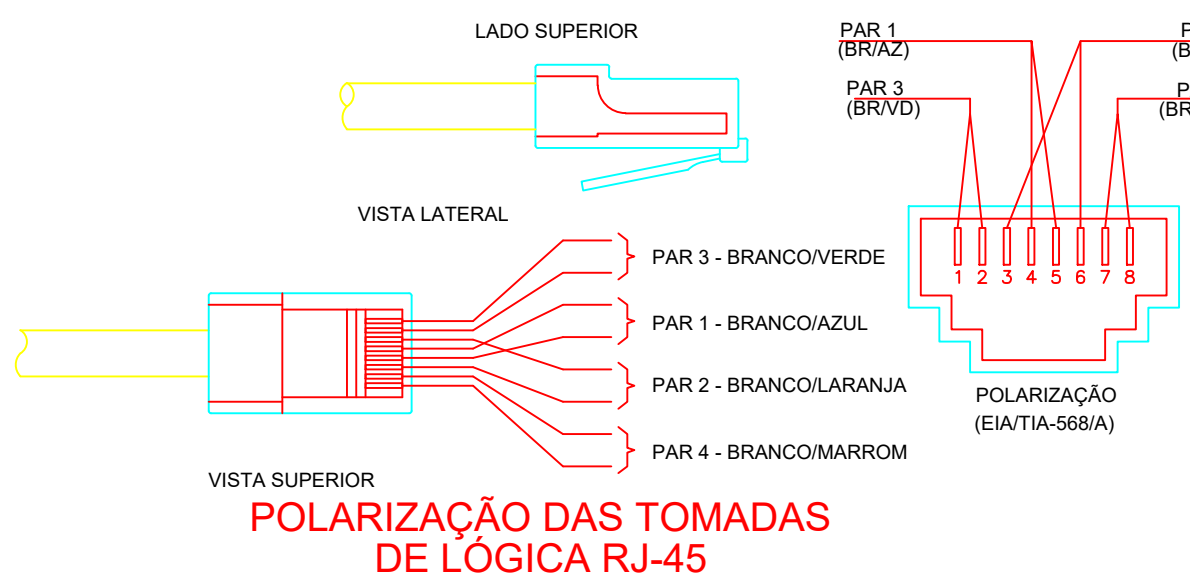 LADO SUPERIOR
VISTA LATERAL
PAR 3 - BRANCO/VERDE
PAR 1 - BRANCO/AZUL
PAR 2 - BRANCO/LARANJA
PAR 4 - BRANCO/MARROM
VISTA SUPERIOR
PAR 1
(BR/AZ)
PAR 3
(BR/VD)
P
(B
P
(BR
1 2 3 4 5 6 7 8
POLARIZAÇÃO
(EIA/TIA-568/A)
POLARIZAÇÃO DAS TOMADAS
DE LÓGICA RJ-45